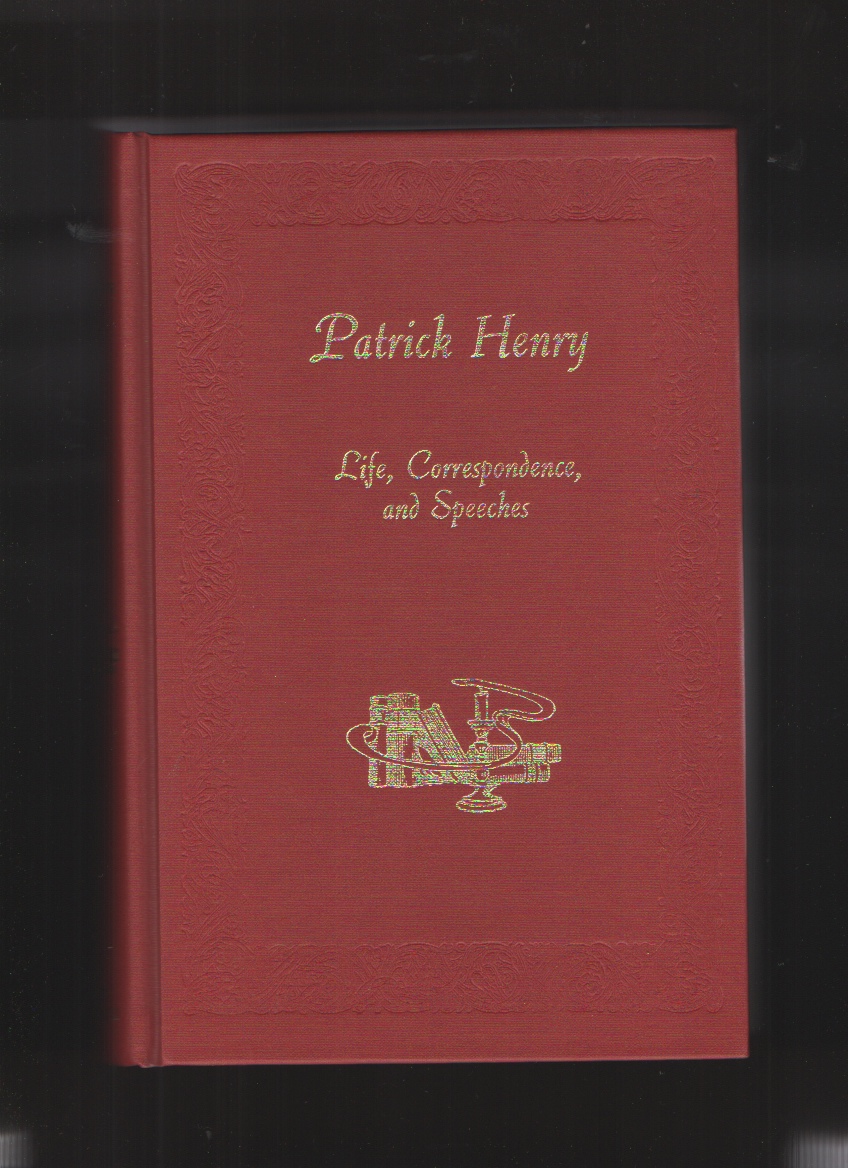 Patrick Henry
Life, Correspondence,
and Speeches